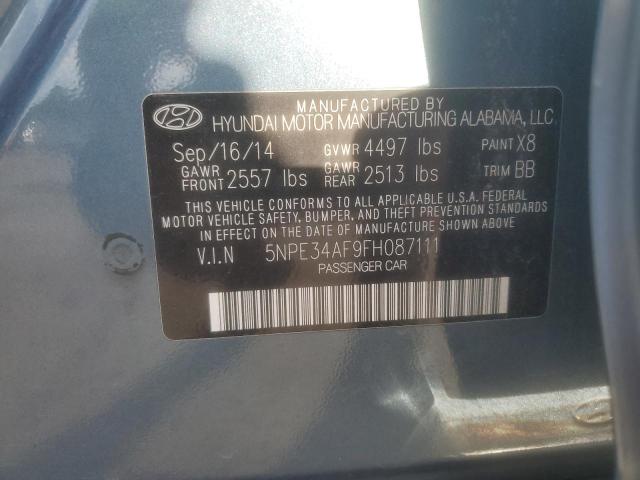 MANUFACTURED BY
HYUNDAI MOTOR MANUFACTURING ALABAMA, LLC
Sep/16/14 GVWR 4497 lbs PAINT X8
GAWR FRONT 2557 lbs GAWR REAR 2513 lbs TRIM BB
THIS VEHICLE CONFORMS TO ALL APPLICABLE U.S.A. FEDERAL
MOTOR VEHICLE SAFETY, BUMPER, AND THEFT PREVENTION
STANDARDS IN EFFECT ON THE DATE
OF MANUFACTURE SHOWN ABOVE
V.I.N 5NPE34AF9FH087111
PASSENGER CAR